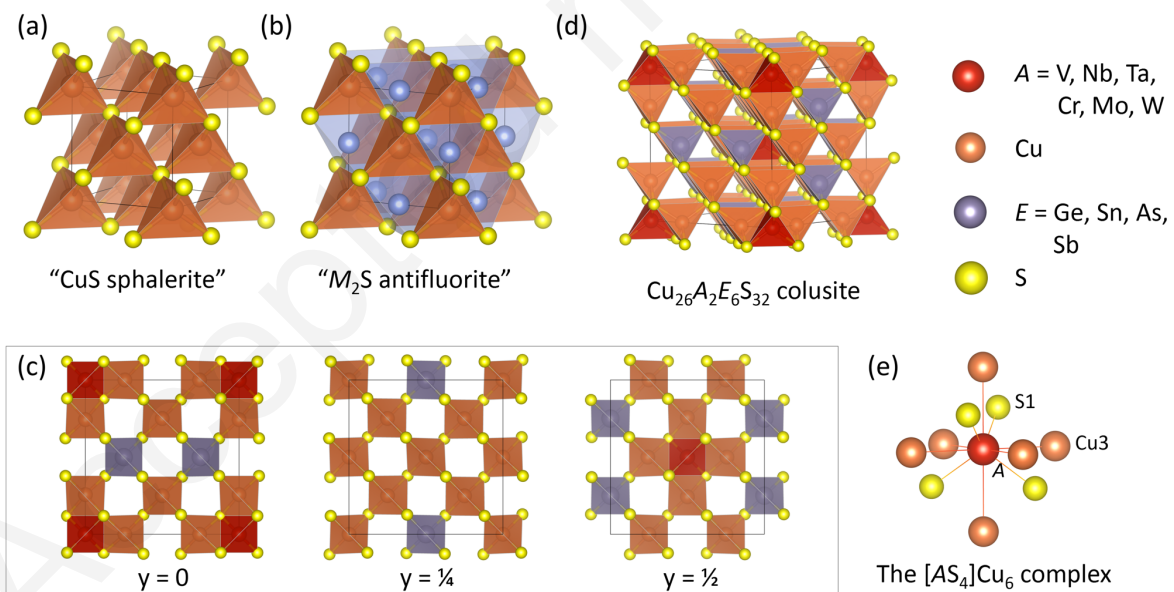 (a)
(b)
(d)
A = V, Nb, Ta,
Cr, Mo, W
Cu
E = Ge, Sn, As,
Sb
S
“CuS sphalerite”
“M₂S antifluorite”
Cu₂₆A₂E₆S₃₂ colusite
(c)
y = 0
y = ¼
y = ½
(e)
S1
Cu3
A
The [AS₄]Cu₆ complex